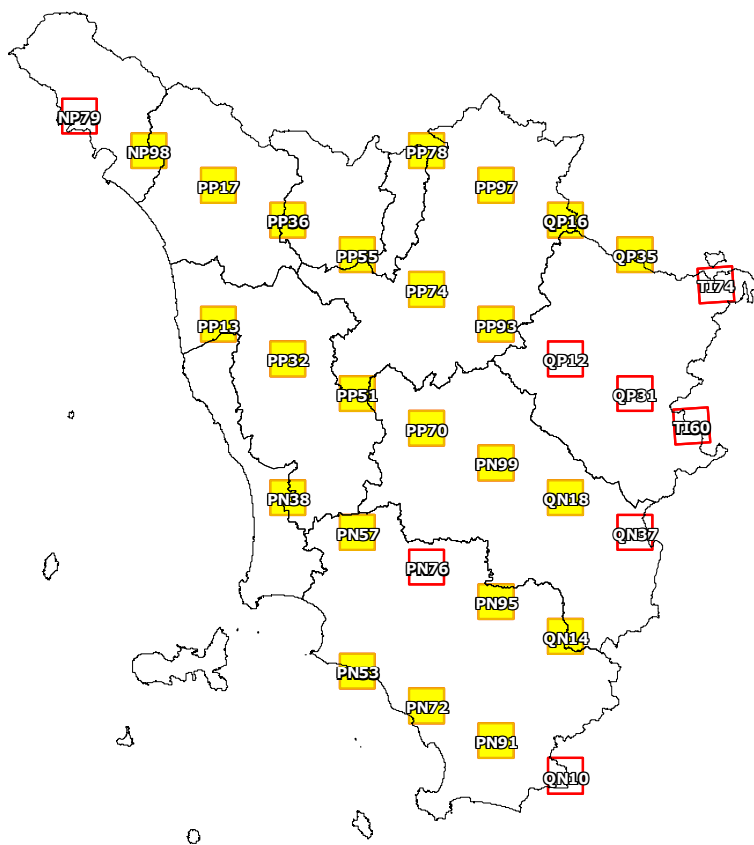 NP79
NP98
PP78
PP17
PP97
PP36
QP16
PP55
QP35
PP74
TI74
PP13
PP93
PP32
QP12
PP51
QP31
PP70
TI60
PN99
PN38
QN18
PN57
QN37
PN76
PN95
QN14
PN53
PN72
PN91
QN10